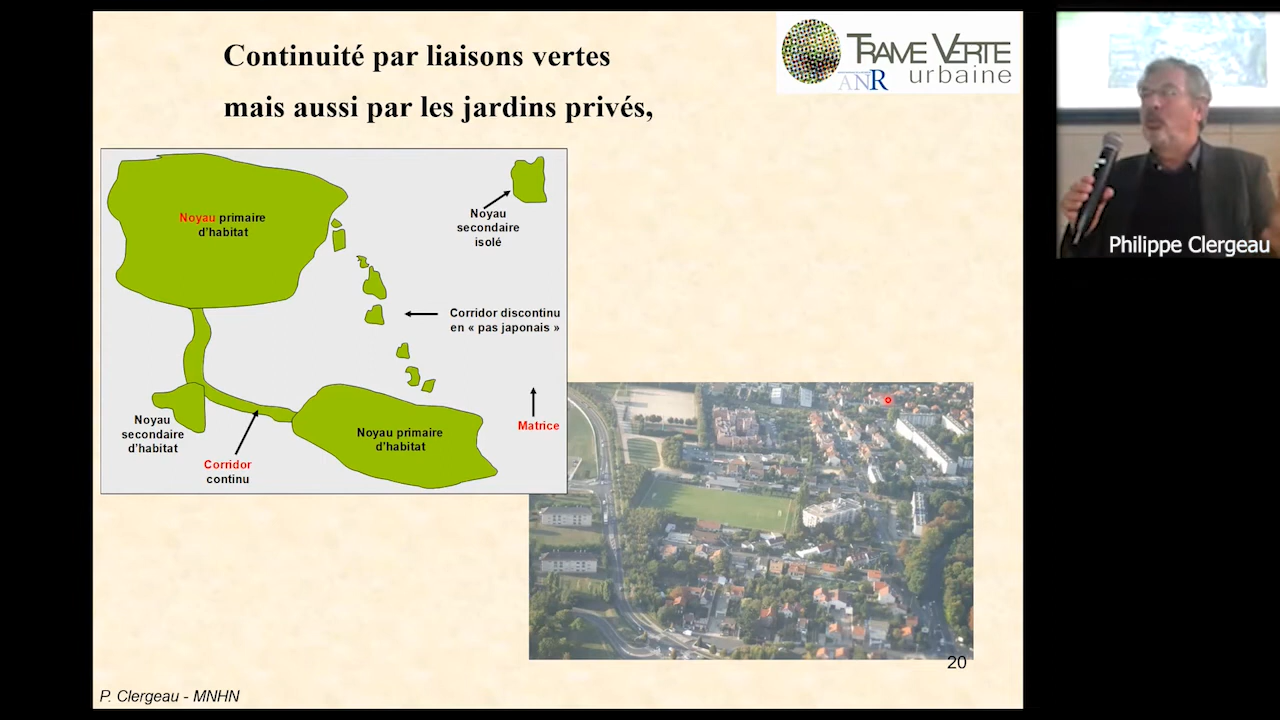 Continuité par liaisons vertes
mais aussi par les jardins privés,
TRAME VERTE
urbaine
ANR
Noyau primaire
d'habitat
Noyau
secondaire
isolé
Corridor discontinu
en « pas japonais »
Matrice
Noyau
secondaire
d'habitat
Noyau primaire
d'habitat
Corridor
continu
20
P. Clergeau - MNHN
Philippe Clergeau